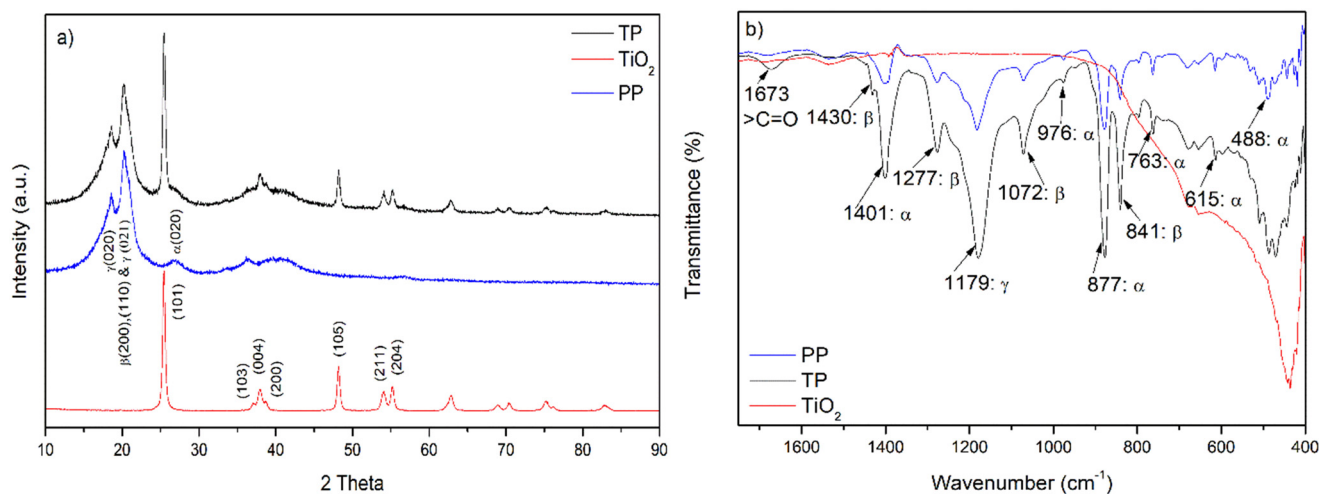 a)
TP
TiO2
PP
Intensity (a.u.)
γ(020)
β(200),(110) & γ(021)
α(020)
(101)
(103)
(004)
(200)
(105)
(211)
(204)
10 20 30 40 50 60 70 80 90
2 Theta
b)
1673
>C=O
1430: β
1401: α
1277: β
1179: γ
1072: β
976: α
877: α
841: β
763: α
615: α
488: α
Transmittance (%)
PP
TP
TiO2
1600 1400 1200 1000 800 600 400
Wavenumber (cm-1)